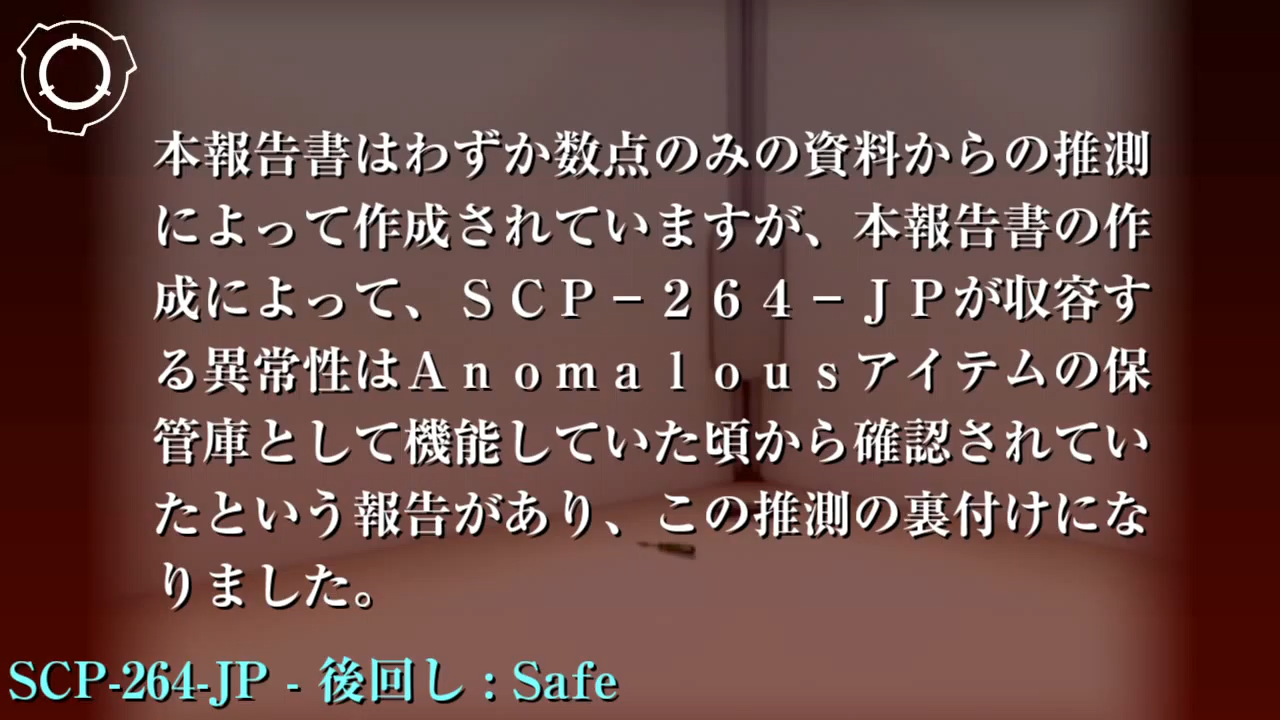 本報告書はわずか数点のみの資料からの推測
によって作成されていますが、本報告書の作
成によって、ＳＣＰ－２６４－ＪＰが収容す
る異常性はＡｎｏｍａｌｏｕｓアイテムの保
管庫として機能していた頃から確認されてい
たという報告があり、この推測の裏付けにな
りました。
SCP-264-JP - 後回し : Safe